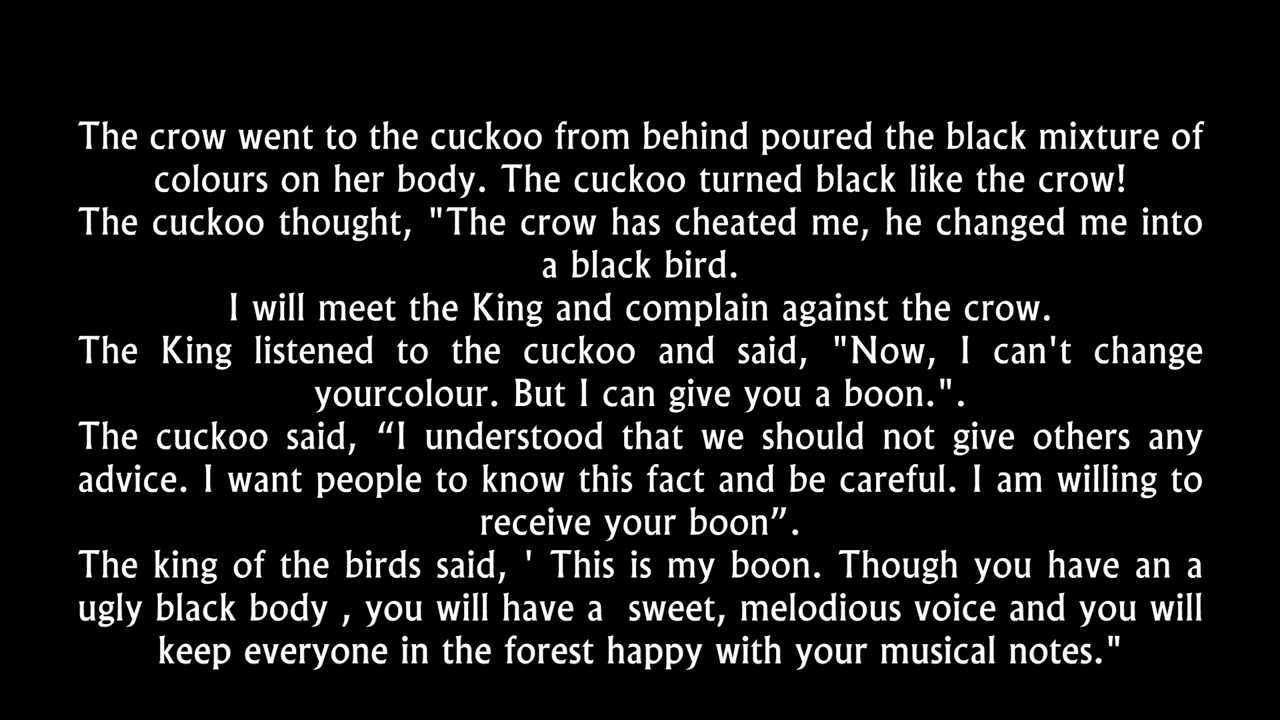 The crow went to the cuckoo from behind poured the black mixture of
colours on her body. The cuckoo turned black like the crow!
The cuckoo thought, "The crow has cheated me, he changed me into
a black bird.
I will meet the King and complain against the crow.
The King listened to the cuckoo and said, "Now, I can't change
yourcolour. But I can give you a boon.".
The cuckoo said, “I understood that we should not give others any
advice. I want people to know this fact and be careful. I am willing to
receive your boon”.
The king of the birds said, ' This is my boon. Though you have an a
ugly black body , you will have a  sweet, melodious voice and you will
keep everyone in the forest happy with your musical notes."